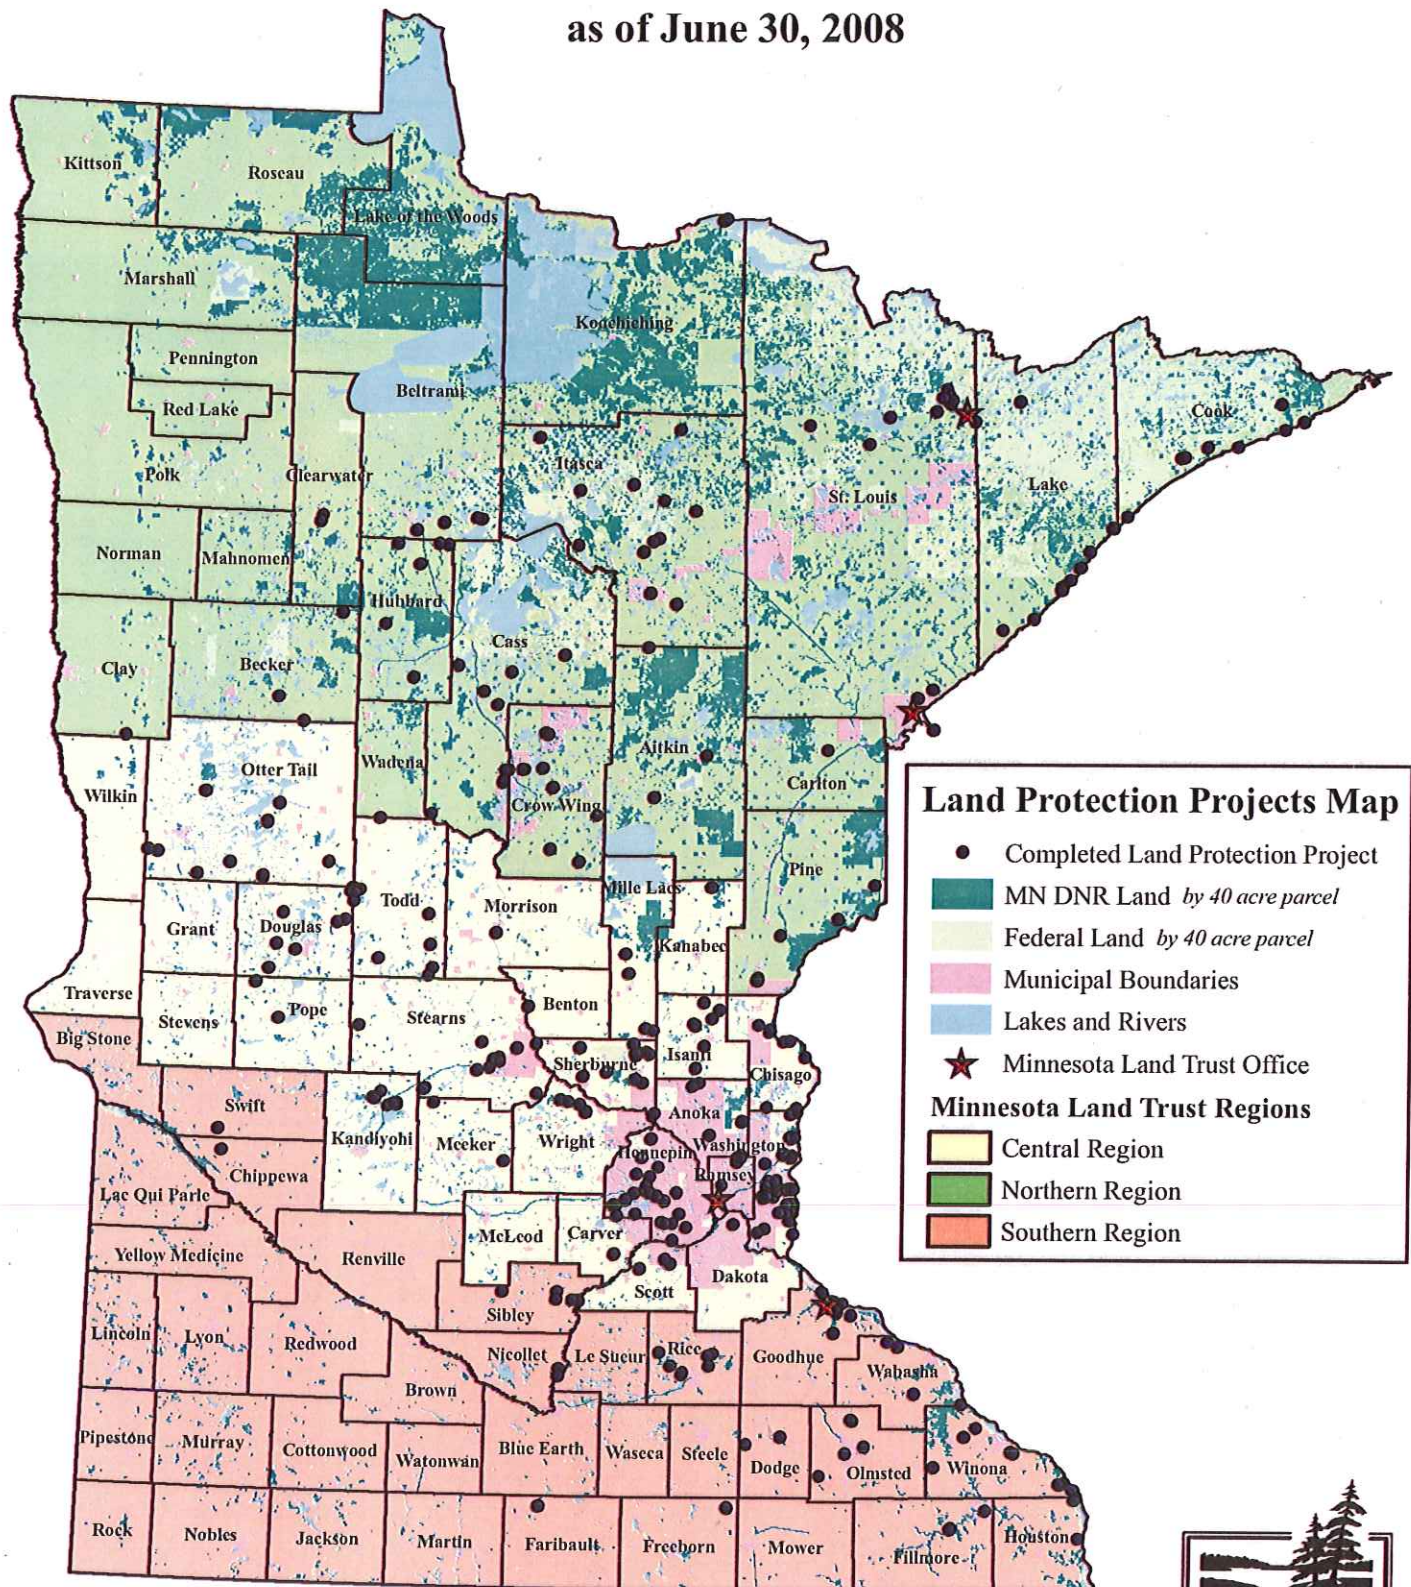 as of June 30, 2008
Kittson
Roseau
Lake of the Woods
Marshall
Koochiching
Pennington
Beltrami
Red Lake
Cook
Polk
Clearwater
Itasca
Lake
St. Louis
Norman
Mahnomen
Hubbard
Cass
Clay
Becker
Aitkin
Wadena
Otter Tail
Carlton
Wilkin
Crow Wing
Pine
Mille Lacs
Todd
Morrison
Grant
Douglas
Kanabec
Traverse
Benton
Pope
Stearns
Stevens
Big Stone
Isanti
Sherburne
Chisago
Swift
Anoka
Kandiyohi
Meeker
Wright
Washington
Hennepin
Ramsey
Chippewa
Lac Qui Parle
McLeod
Carver
Yellow Medicine
Renville
Dakota
Scott
Sibley
Lincoln
Lyon
Redwood
Nicollet
Le Sueur
Rice
Goodhue
Wabasha
Brown
Pipestone
Murray
Cottonwood
Watonwan
Blue Earth
Waseca
Steele
Dodge
Olmsted
Winona
Rock
Nobles
Jackson
Martin
Faribault
Freeborn
Mower
Fillmore
Houston
Land Protection Projects Map
Completed Land Protection Project
MN DNR Land by 40 acre parcel
Federal Land by 40 acre parcel
Municipal Boundaries
Lakes and Rivers
Minnesota Land Trust Office
Minnesota Land Trust Regions
Central Region
Northern Region
Southern Region